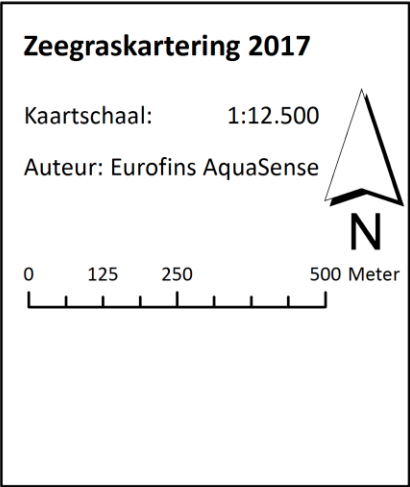 Zeegraskartering 2017
Kaartschaal: 1:12.500
Auteur: Eurofins AquaSense
N
0 125 250 500 Meter